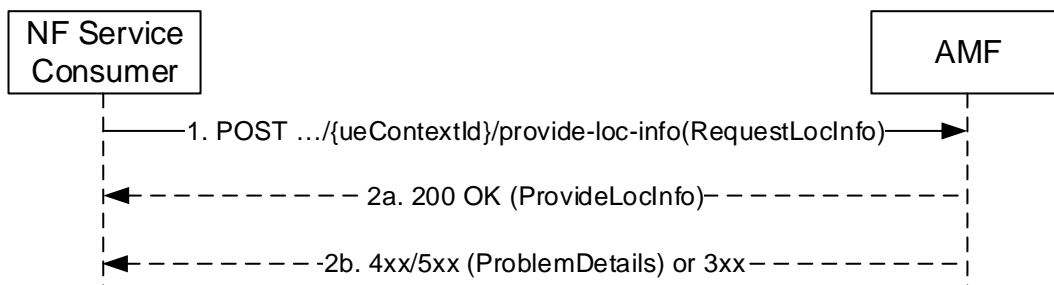 NF Service
Consumer
AMF
1. POST …/{ueContextId}/provide-loc-info(RequestLocInfo)
2a. 200 OK (ProvideLocInfo)
2b. 4xx/5xx (ProblemDetails) or 3xx